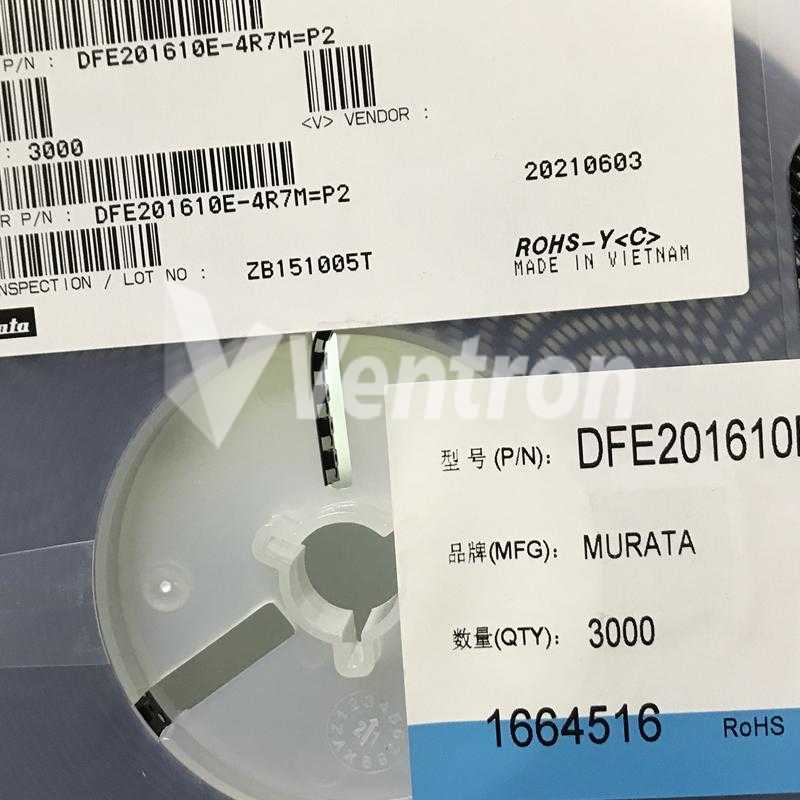 P/N : DFE201610E-4R7M=P2
<V> VENDOR :
: 3000
20210603
R P/N : DFE201610E-4R7M=P2
ROHS-Y<C>
MADE IN VIETNAM
NSPECTION / LOT NO : ZB151005T
Ventron
型号(P/N): DFE201610
品牌(MFG): MURATA
数量(QTY): 3000
1664516 RoHS